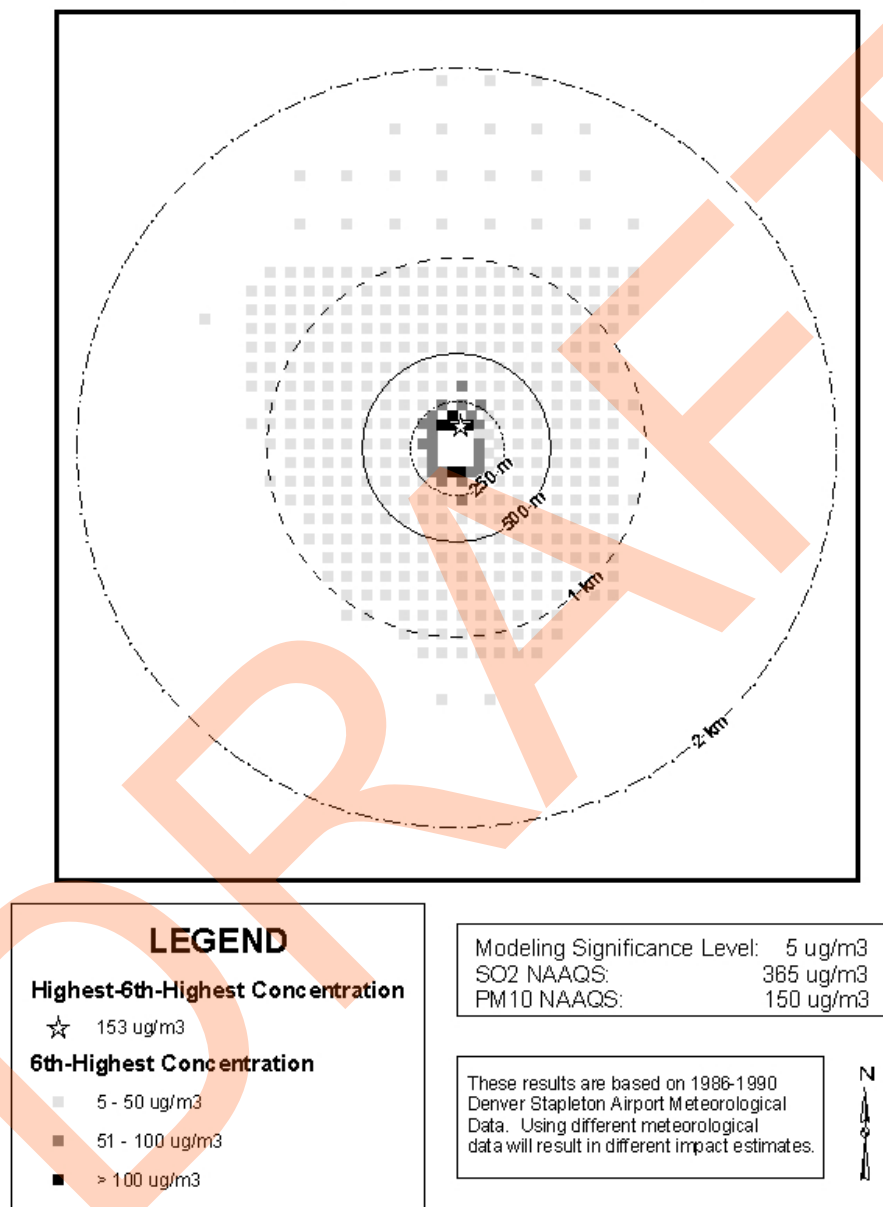 DRAFT
250-m
500-m
1-km
2-km
LEGEND
Highest-6th-Highest Concentration
153 ug/m3
6th-Highest Concentration
5 - 50 ug/m3
51 - 100 ug/m3
> 100 ug/m3
Modeling Significance Level: 5 ug/m3
SO2 NAAQS: 365 ug/m3
PM10 NAAQS: 150 ug/m3
These results are based on 1986-1990
Denver Stapleton Airport Meteorological
Data. Using different meteorological
data will result in different impact estimates.
N